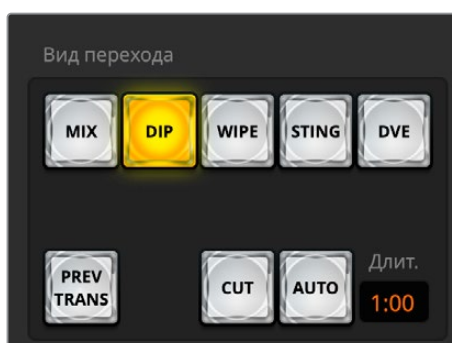 Вид перехода
MIX DIP WIPE STING DVE
PREV TRANS CUT AUTO Длит.
1:00